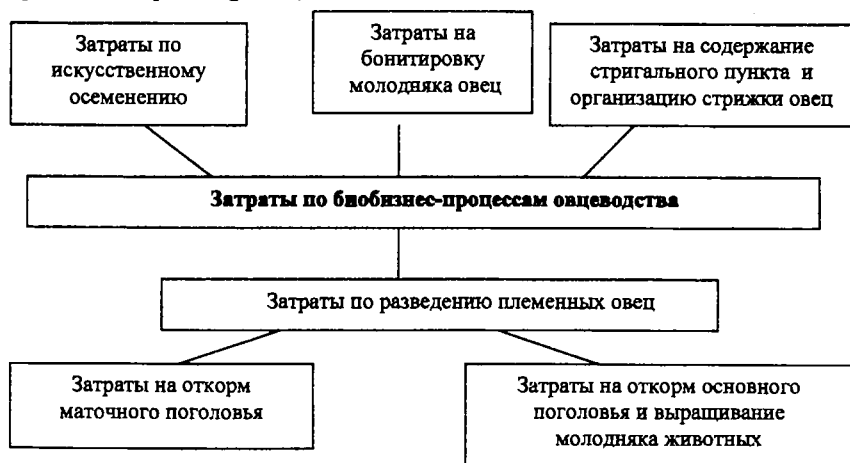 Затраты по
искусственному
осеменению
Затраты на
бонитировку
молодняка овец
Затраты на содержание
стригального пункта и
организацию стрижки овец
Затраты по биобизнес-процессам овцеводства
Затраты по разведению племенных овец
Затраты на откорм
маточного поголовья
Затраты на откорм основного
поголовья и выращивание
молодняка животных